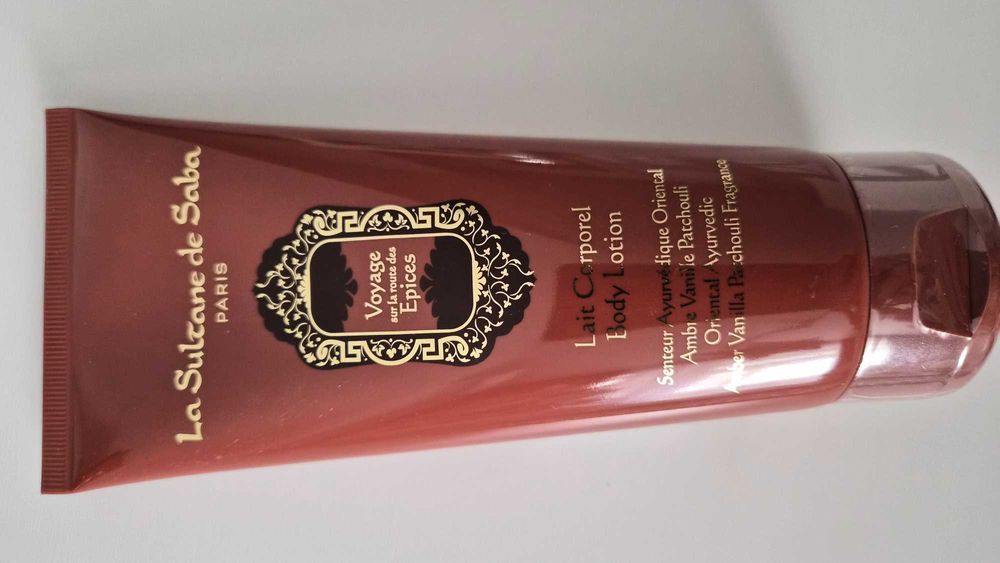 La Sultane de Saba
PARIS
Voyage
sur la route des
Epices
Lait Corporel
Body Lotion
Senteur Ayurvédique Oriental
Ambre Vanille Patchouli
Oriental Ayurvedic
Amber Vanilla Patchouli Fragrance